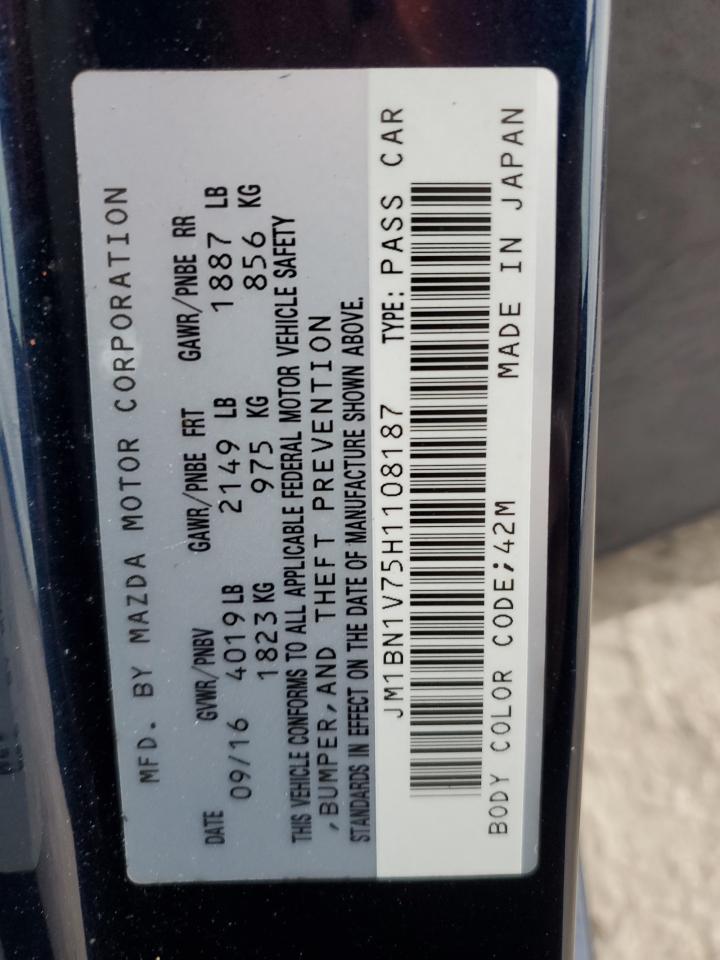 MFD. BY MAZDA MOTOR CORPORATION
DATE GVWR/PNBV GAWR/PNBE FRT GAWR/PNBE RR
09/16 4019 LB 2149 LB 1887 LB
1823 KG 975 KG 856 KG
THIS VEHICLE CONFORMS TO ALL APPLICABLE FEDERAL MOTOR VEHICLE SAFETY
,BUMPER,AND THEFT PREVENTION
STANDARDS IN EFFECT ON THE DATE OF MANUFACTURE SHOWN ABOVE.
JM1BN1V75H1108187 TYPE: PASS CAR
BODY COLOR CODE;42M MADE IN JAPAN